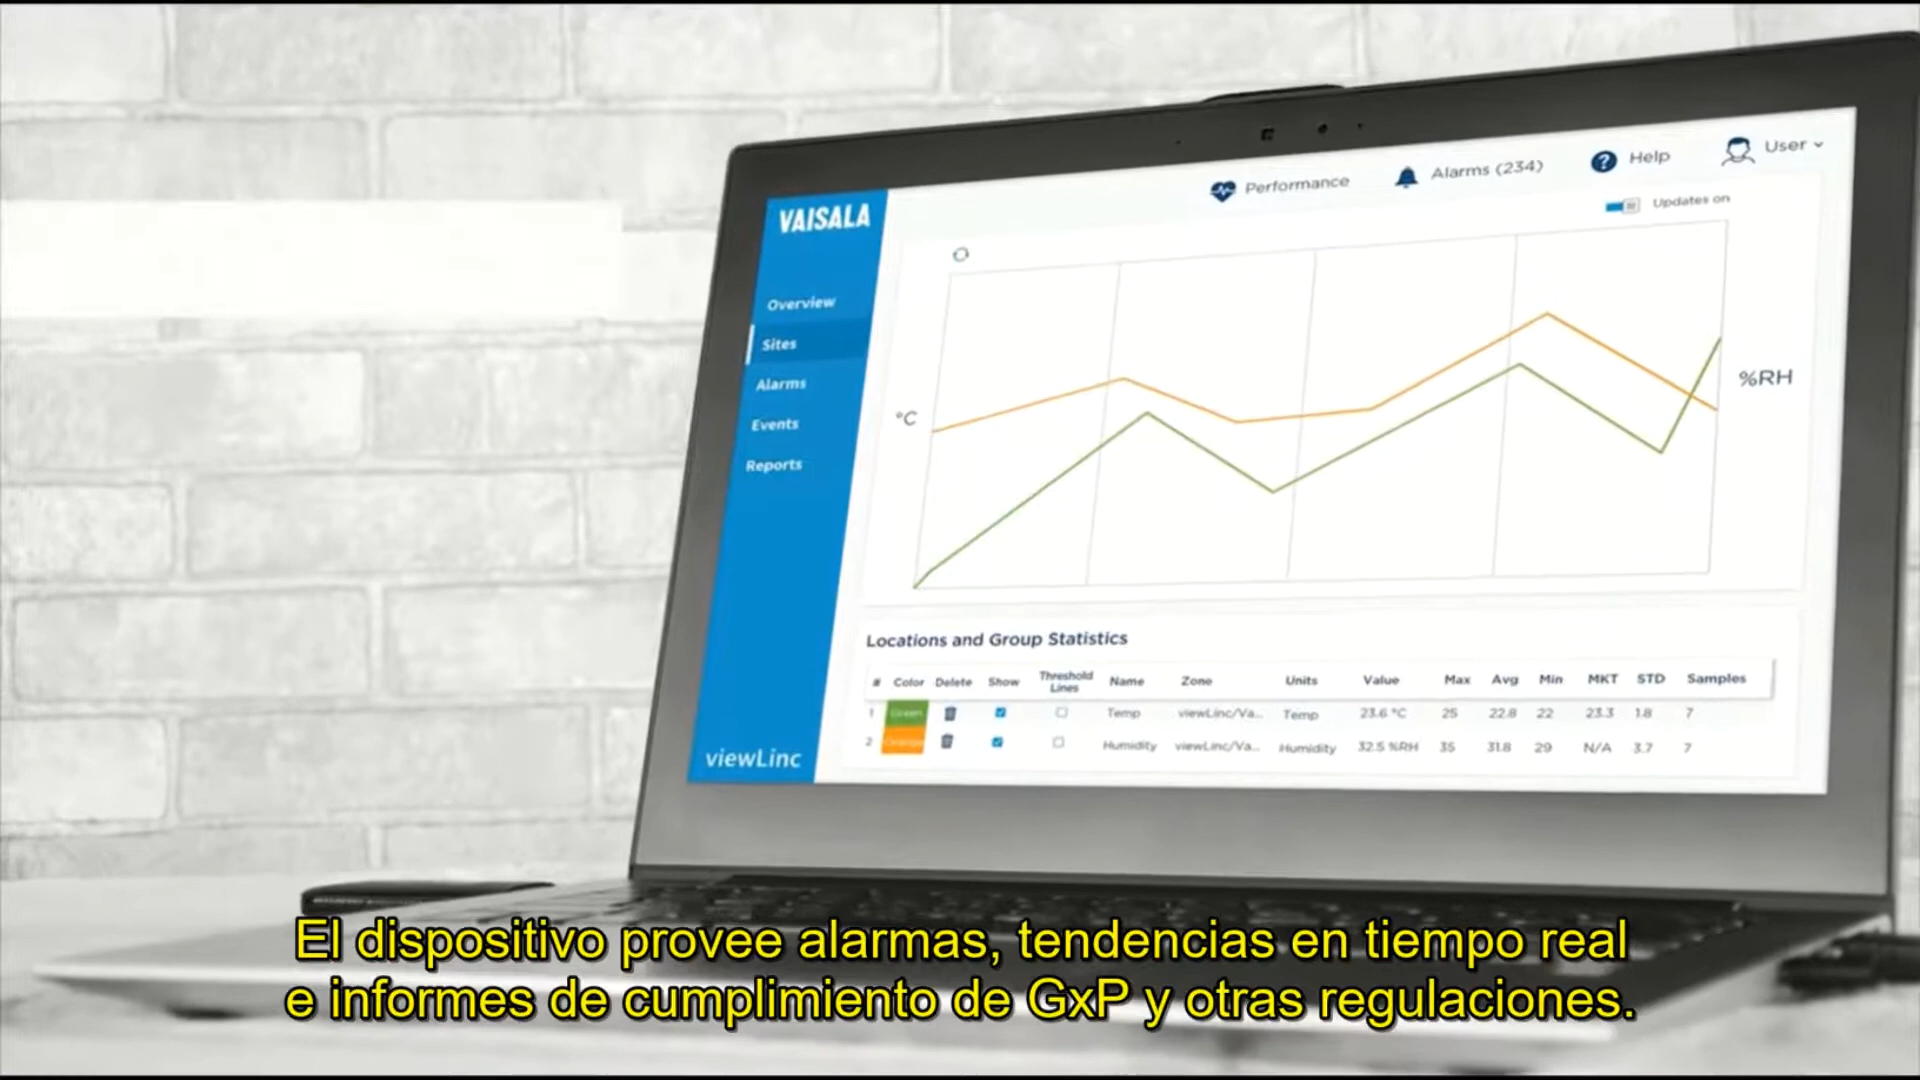 Performance
Alarms (234)
Help
User
Updates on
VAISALA
Overview
Sites
Alarms
Events
Reports
viewLinc
°C
%RH
Locations and Group Statistics
# Color Delete Show Threshold Lines Name Zone Units Value Max Avg Min MKT STD Samples
1 Green Temp viewLinc/Va... Temp 23.6 °C 25 22.8 22 23.3 1.8 7
2 Orange Humidity viewLinc/Va... Humidity 32.5 %RH 35 31.8 29 N/A 3.7 7
El dispositivo provee alarmas, tendencias en tiempo real
e informes de cumplimiento de GxP y otras regulaciones.